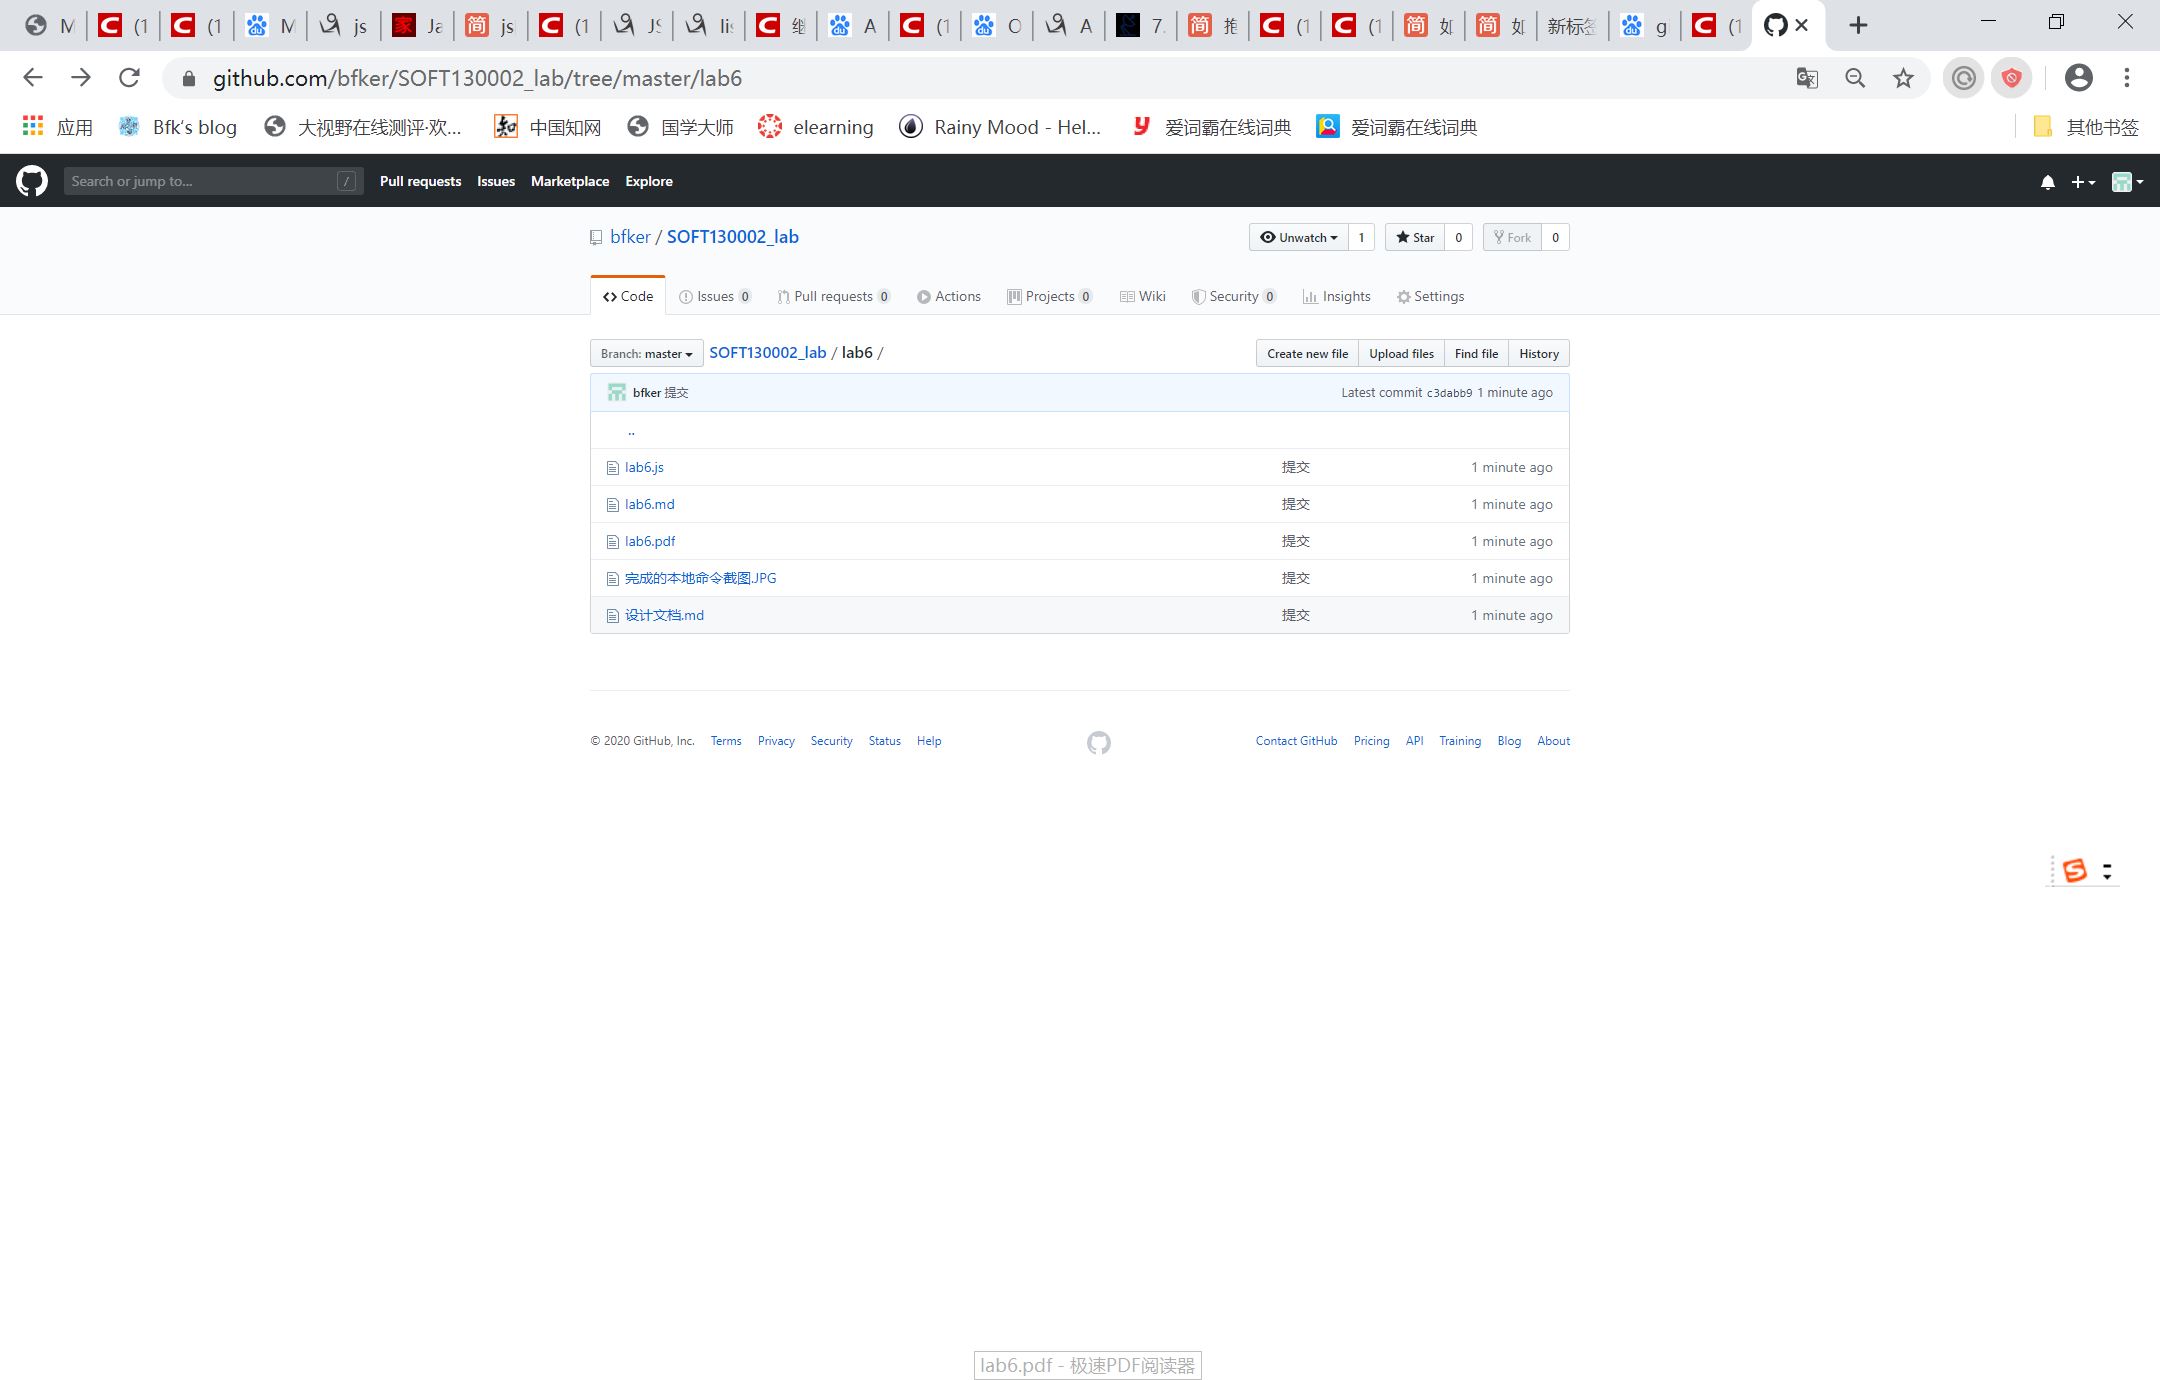 M (1 (1 M js Ja js (1 JS lis 继 A (1 O A 7. 推 (1 (1 如 如 新标签 g (1
github.com/bfker/SOFT130002_lab/tree/master/lab6
应用 Bfk's blog 大视野在线测评·欢... 中国知网 国学大师 elearning Rainy Mood - Hel... 爱词霸在线词典 爱词霸在线词典 其他书签
Search or jump to... / Pull requests Issues Marketplace Explore
bfker / SOFT130002_lab Unwatch 1 Star 0 Fork 0
Code Issues 0 Pull requests 0 Actions Projects 0 Wiki Security 0 Insights Settings
Branch: master SOFT130002_lab / lab6 / Create new file Upload files Find file History
bfker 提交 Latest commit c3dabb9 1 minute ago
..
lab6.js 提交 1 minute ago
lab6.md 提交 1 minute ago
lab6.pdf 提交 1 minute ago
完成的本地命令截图.JPG 提交 1 minute ago
设计文档.md 提交 1 minute ago
© 2020 GitHub, Inc. Terms Privacy Security Status Help Contact GitHub Pricing API Training Blog About
lab6.pdf - 极速PDF阅读器